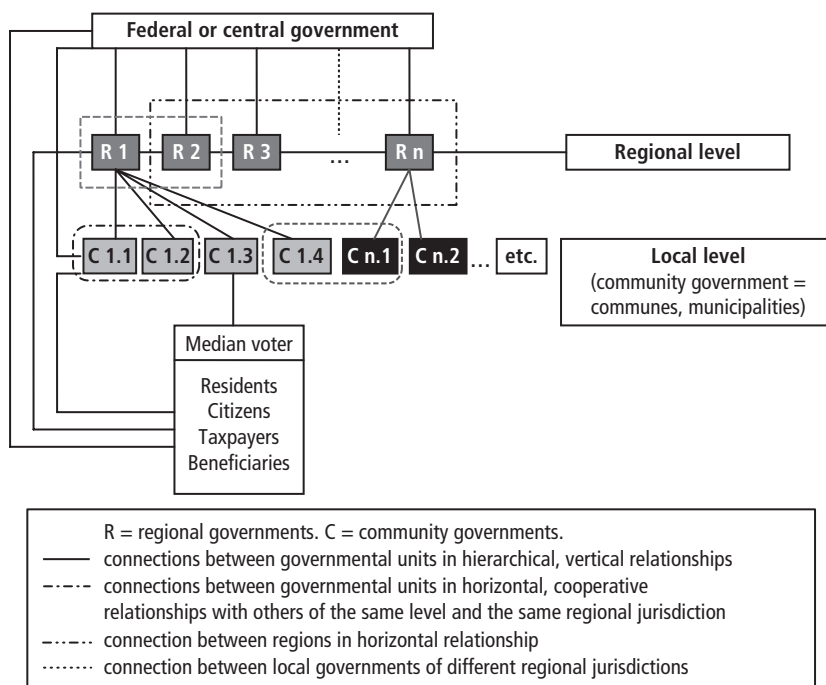 Federal or central government
R 1
R 2
R 3
...
R n
Regional level
C 1.1
C 1.2
C 1.3
C 1.4
C n.1
C n.2
...
etc.
Local level
(community government =
communes, municipalities)
Median voter
Residents
Citizens
Taxpayers
Beneficiaries
R = regional governments. C = community governments.
connections between governmental units in hierarchical, vertical relationships
connections between governmental units in horizontal, cooperative
relationships with others of the same level and the same regional jurisdiction
connection between regions in horizontal relationship
connection between local governments of different regional jurisdictions